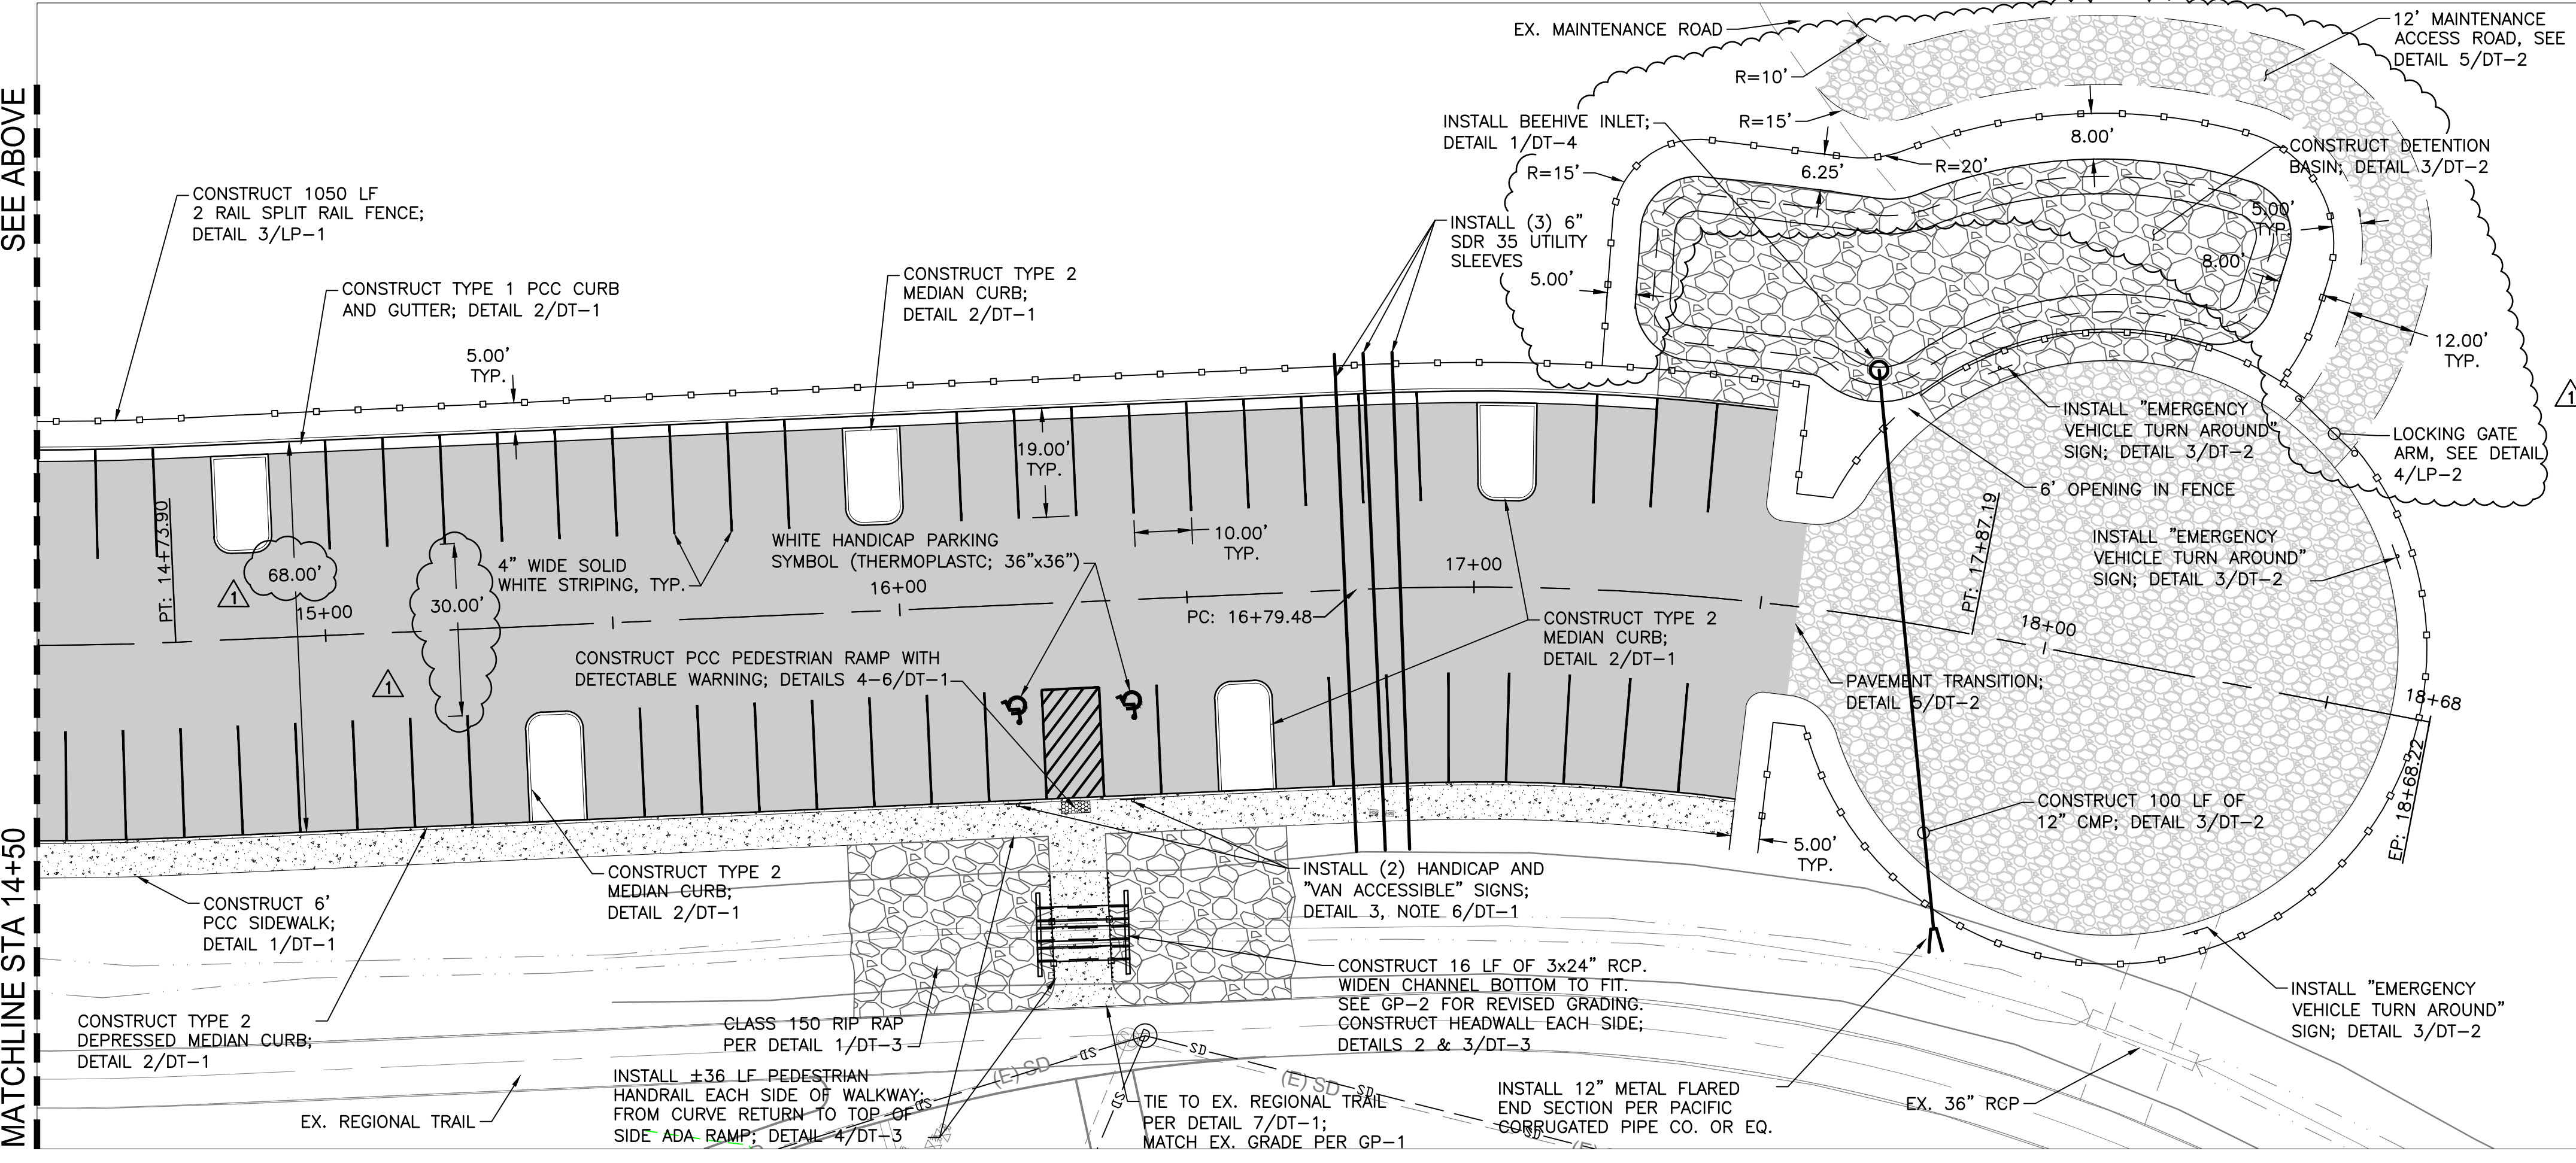 SEE ABOVE
MATCHLINE STA 14+50
CONSTRUCT 1050 LF
2 RAIL SPLIT RAIL FENCE;
DETAIL 3/LP-1
CONSTRUCT TYPE 1 PCC CURB
AND GUTTER; DETAIL 2/DT-1
5.00'
TYP.
CONSTRUCT TYPE 2
MEDIAN CURB;
DETAIL 2/DT-1
EX. MAINTENANCE ROAD
R=10'
R=15'
INSTALL BEEHIVE INLET;
DETAIL 1/DT-4
R=15'
6.25'
R=20'
8.00'
12' MAINTENANCE
ACCESS ROAD, SEE
DETAIL 5/DT-2
CONSTRUCT DETENTION
BASIN; DETAIL 3/DT-2
INSTALL (3) 6"
SDR 35 UTILITY
SLEEVES
5.00'
5.00'
TYP.
8.00'
12.00'
TYP.
1
INSTALL "EMERGENCY
VEHICLE TURN AROUND"
SIGN; DETAIL 3/DT-2
LOCKING GATE
ARM, SEE DETAIL
4/LP-2
6' OPENING IN FENCE
INSTALL "EMERGENCY
VEHICLE TURN AROUND"
SIGN; DETAIL 3/DT-2
19.00'
TYP.
10.00'
TYP.
PT: 14+73.90
68.00'
1
15+00
30.00'
1
4" WIDE SOLID
WHITE STRIPING, TYP.
WHITE HANDICAP PARKING
SYMBOL (THERMOPLASTC; 36"x36")
16+00
17+00
PC: 16+79.48
PT: 17+87.19
18+00
18+68
EP: 18+68.22
CONSTRUCT PCC PEDESTRIAN RAMP WITH
DETECTABLE WARNING; DETAILS 4-6/DT-1
CONSTRUCT TYPE 2
MEDIAN CURB;
DETAIL 2/DT-1
PAVEMENT TRANSITION;
DETAIL 5/DT-2
CONSTRUCT 100 LF OF
12" CMP; DETAIL 3/DT-2
5.00'
TYP.
CONSTRUCT 6'
PCC SIDEWALK;
DETAIL 1/DT-1
CONSTRUCT TYPE 2
MEDIAN CURB;
DETAIL 2/DT-1
INSTALL (2) HANDICAP AND
"VAN ACCESSIBLE" SIGNS;
DETAIL 3, NOTE 6/DT-1
CONSTRUCT 16 LF OF 3x24" RCP.
WIDEN CHANNEL BOTTOM TO FIT.
SEE GP-2 FOR REVISED GRADING.
CONSTRUCT HEADWALL EACH SIDE;
DETAILS 2 & 3/DT-3
INSTALL "EMERGENCY
VEHICLE TURN AROUND"
SIGN; DETAIL 3/DT-2
CONSTRUCT TYPE 2
DEPRESSED MEDIAN CURB;
DETAIL 2/DT-1
CLASS 150 RIP RAP
PER DETAIL 1/DT-3
EX. REGIONAL TRAIL
INSTALL ±36 LF PEDESTRIAN
HANDRAIL EACH SIDE OF WALKWAY;
FROM CURVE RETURN TO TOP OF
SIDE ADA RAMP; DETAIL 4/DT-3
(E) SD
SD
SD
(E) SD
SD
SD
SD
SD
TIE TO EX. REGIONAL TRAIL
PER DETAIL 7/DT-1;
MATCH EX. GRADE PER GP-1
INSTALL 12" METAL FLARED
END SECTION PER PACIFIC
CORRUGATED PIPE CO. OR EQ.
EX. 36" RCP